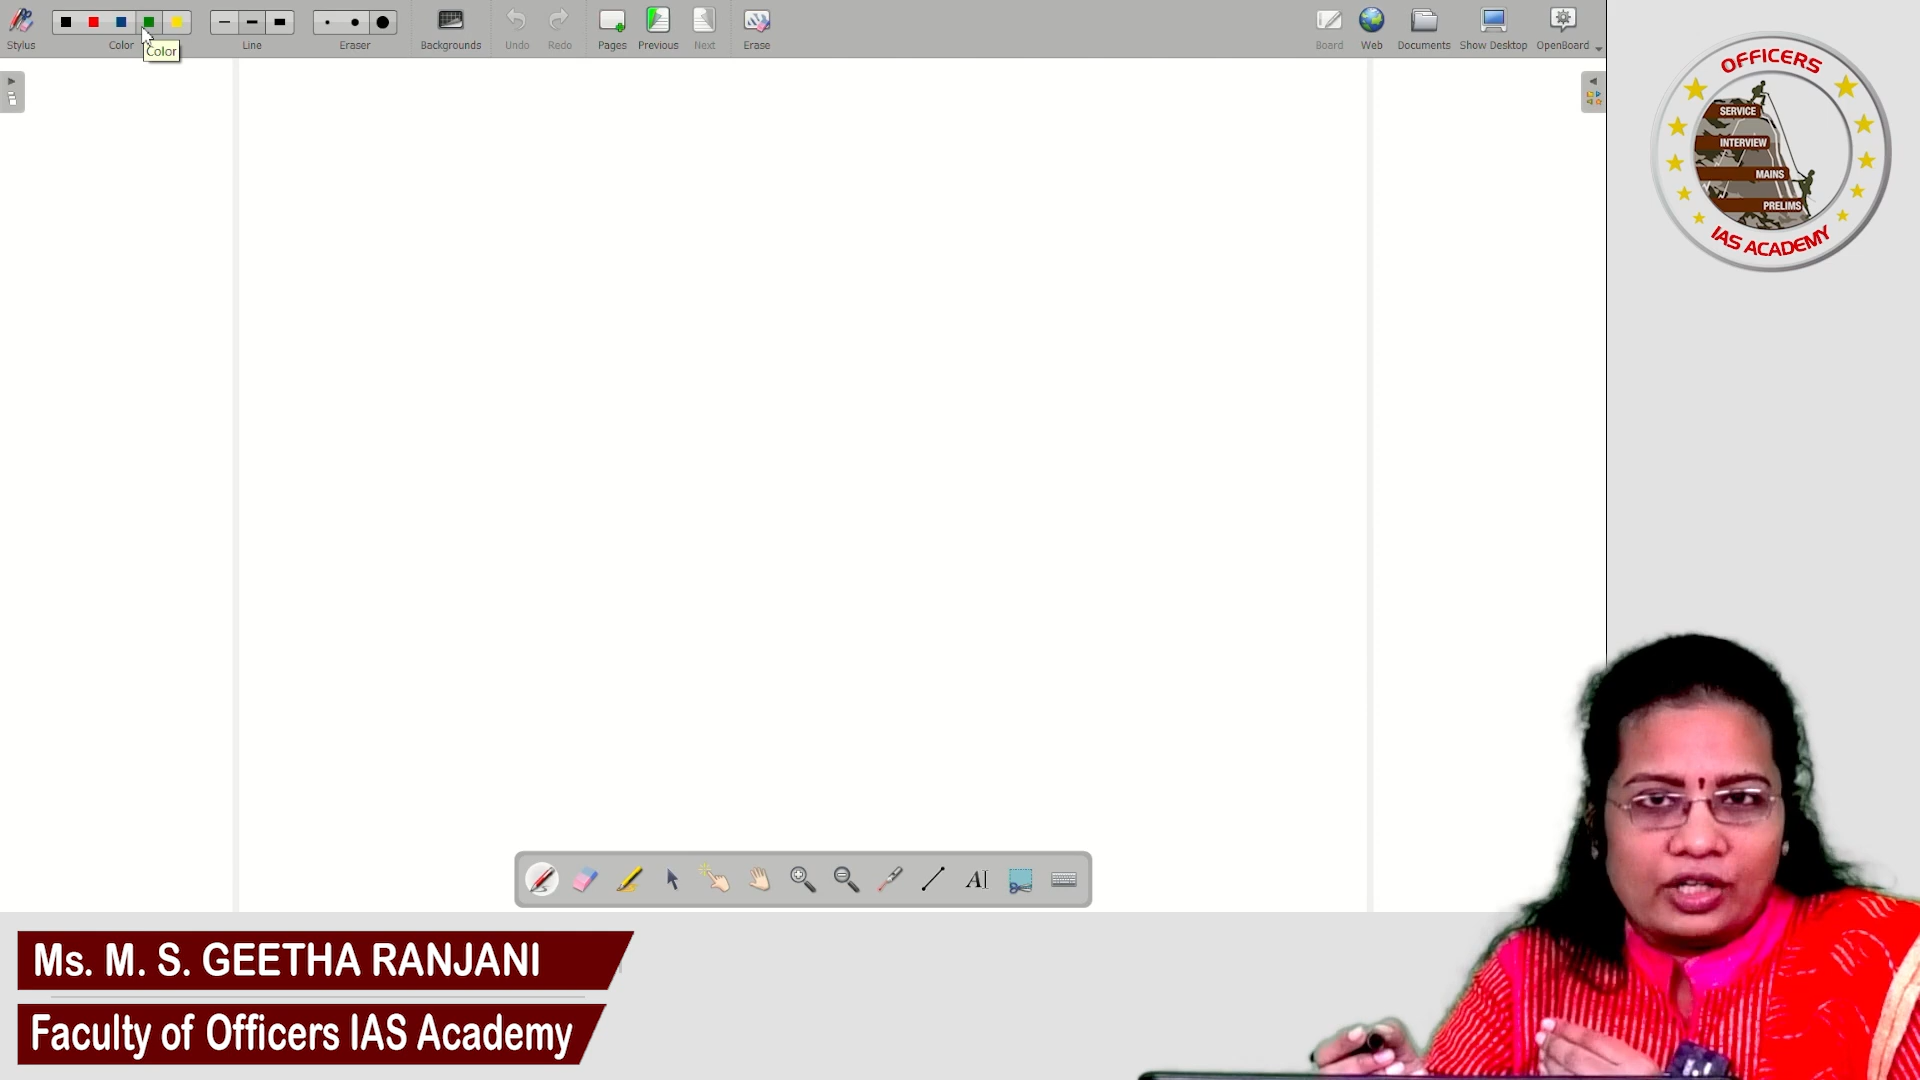 Stylus
Color
Line
Eraser
Backgrounds
Undo
Redo
Pages
Previous
Next
Erase
Board
Web
Documents
Show Desktop
OpenBoard
Color
OFFICERS
SERVICE
INTERVIEW
MAINS
PRELIMS
IAS ACADEMY
A
Ms. M. S. GEETHA RANJANI
Faculty of Officers IAS Academy